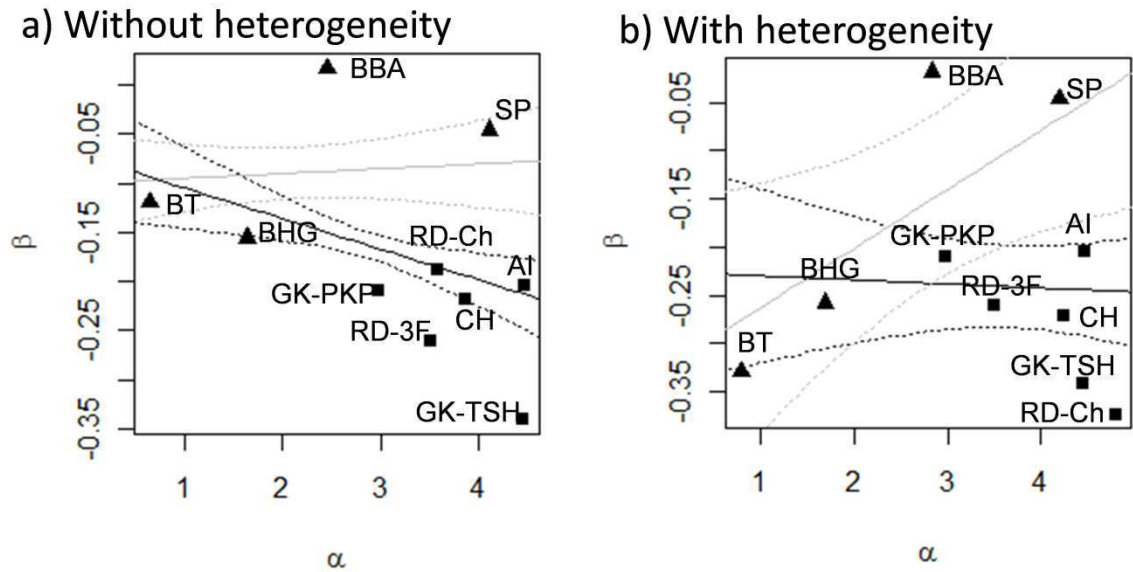 a) Without heterogeneity
BBA
SP
BT
BHG
RD-Ch
AI
GK-PKP
CH
RD-3F
GK-TSH
-0.05
-0.15
-0.25
-0.35
β
1 2 3 4
α
b) With heterogeneity
BBA
SP
GK-PKP
AI
BHG
RD-3F
CH
BT
GK-TSH
RD-Ch
-0.05
-0.15
-0.25
-0.35
β
1 2 3 4
α